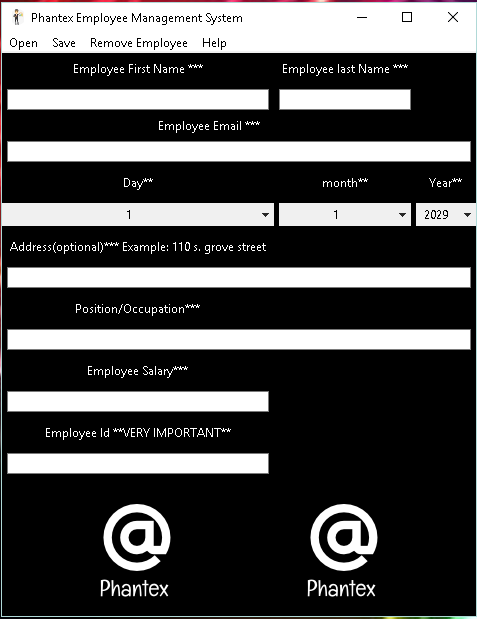 Phantex Employee Management System
Open Save Remove Employee Help
Employee First Name *** Employee last Name ***
Employee Email ***
Day** month** Year**
1 1 2029
Address(optional)*** Example: 110 s. grove street
Position/Occupation***
Employee Salary***
Employee Id **VERY IMPORTANT**
@ @
Phantex Phantex